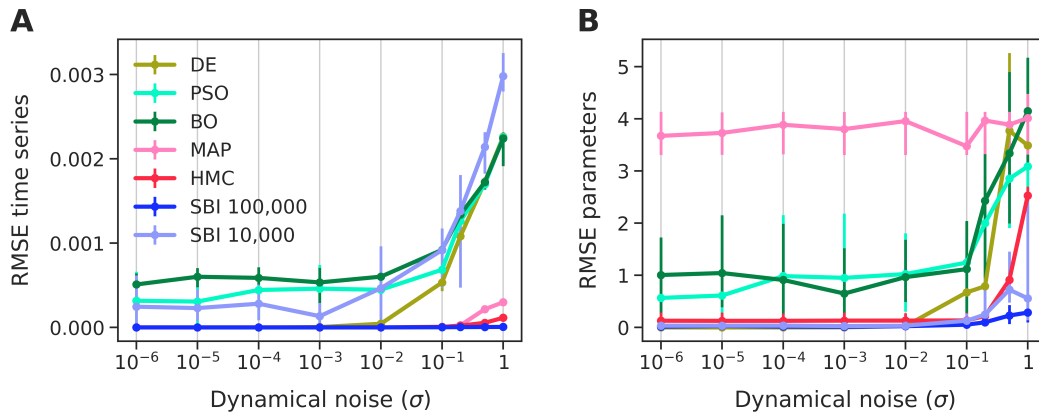 A
RMSE time series
0.003
0.002
0.001
0.000
DE
PSO
BO
MAP
HMC
SBI 100,000
SBI 10,000
10⁻⁶ 10⁻⁵ 10⁻⁴ 10⁻³ 10⁻² 10⁻¹ 1
Dynamical noise (σ)
B
RMSE parameters
5
4
3
2
1
0
10⁻⁶ 10⁻⁵ 10⁻⁴ 10⁻³ 10⁻² 10⁻¹ 1
Dynamical noise (σ)